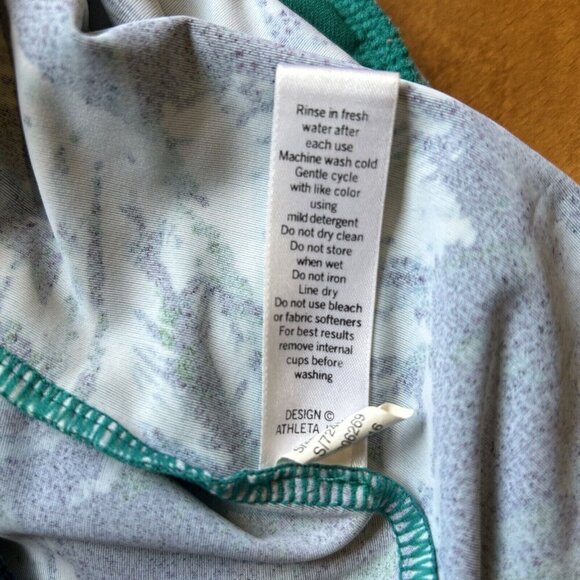 Rinse in fresh
water after
each use
Machine wash cold
Gentle cycle
with like color
using
mild detergent
Do not dry clean
Do not store
when wet
Do not iron
Line dry
Do not use bleach
or fabric softeners
For best results
remove internal
cups before
washing
DESIGN ©
ATHLETA
06269